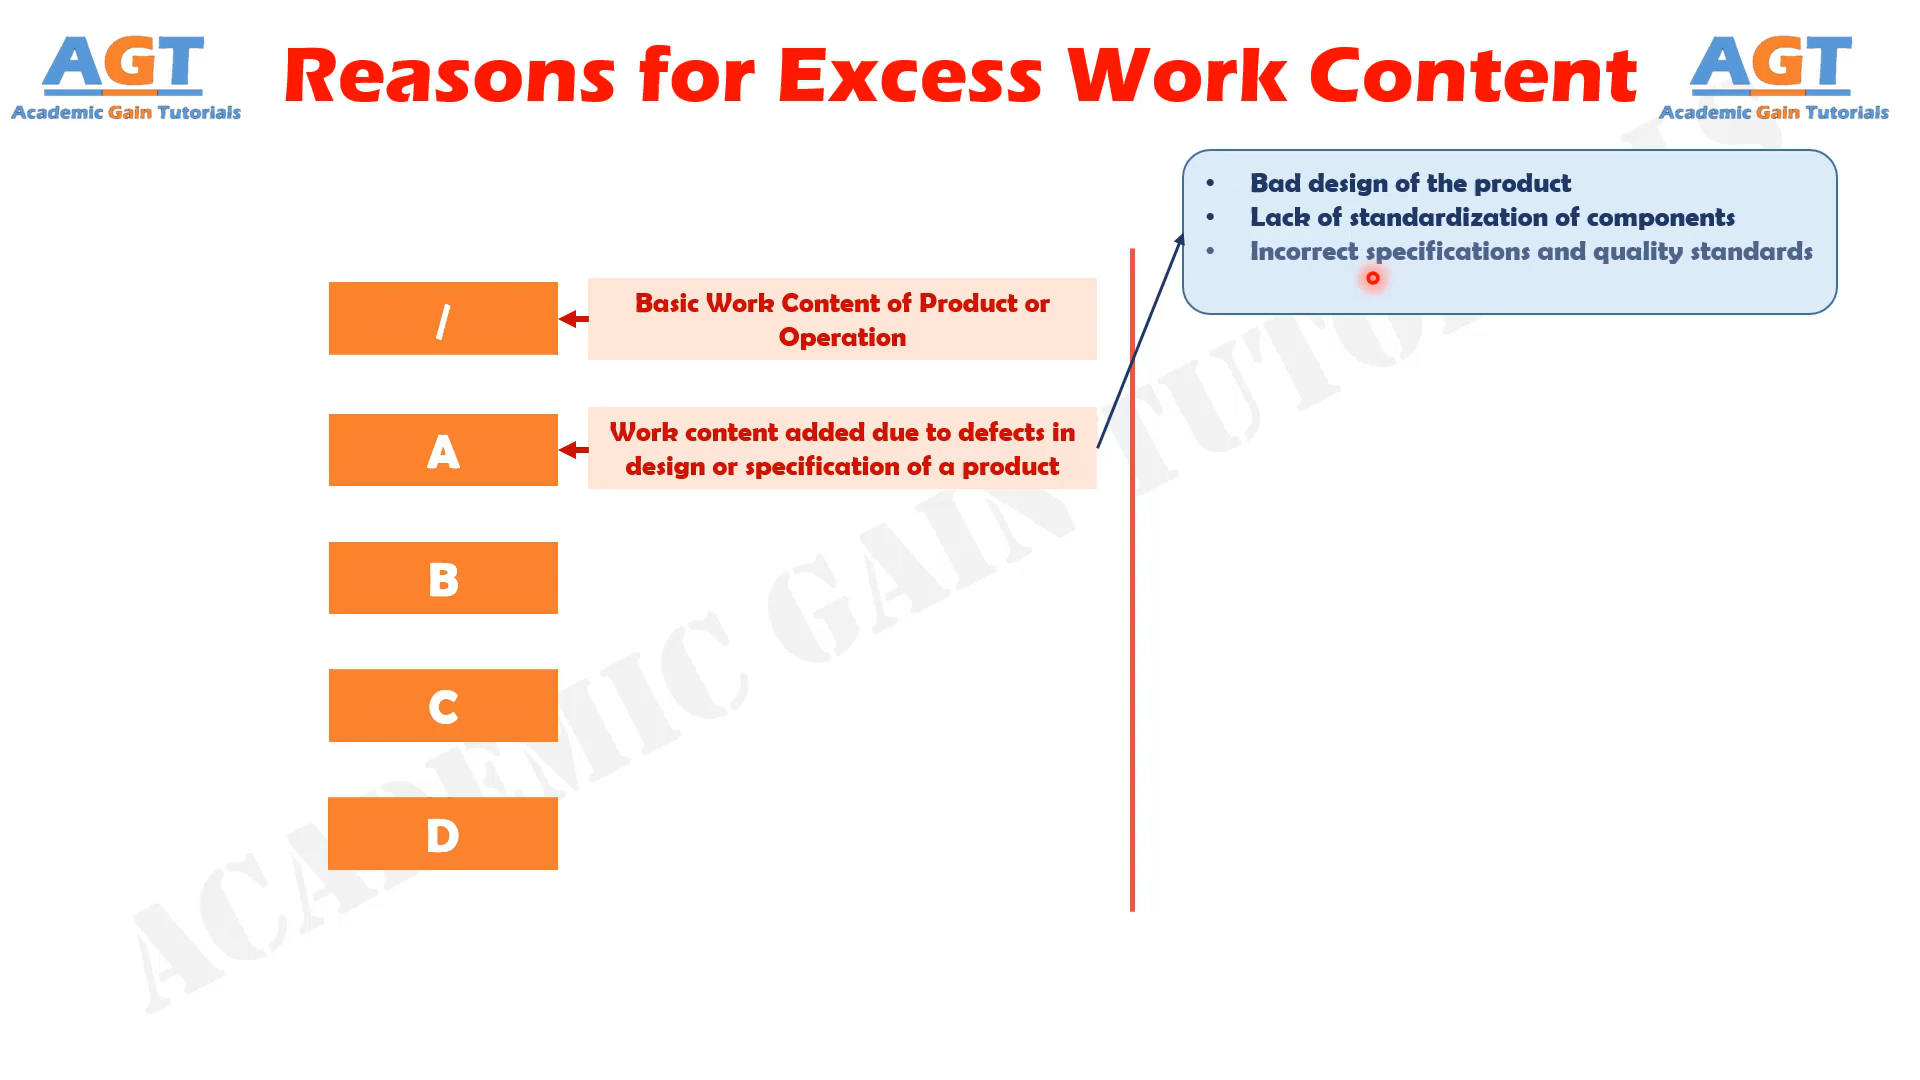 AGT
Academic Gain Tutorials
Reasons for Excess Work Content
AGT
Academic Gain Tutorials
• Bad design of the product
• Lack of standardization of components
• Incorrect specifications and quality standards
/
Basic Work Content of Product or
Operation
A
Work content added due to defects in
design or specification of a product
B
C
D
ACADEMIC GAIN TUTORIALS